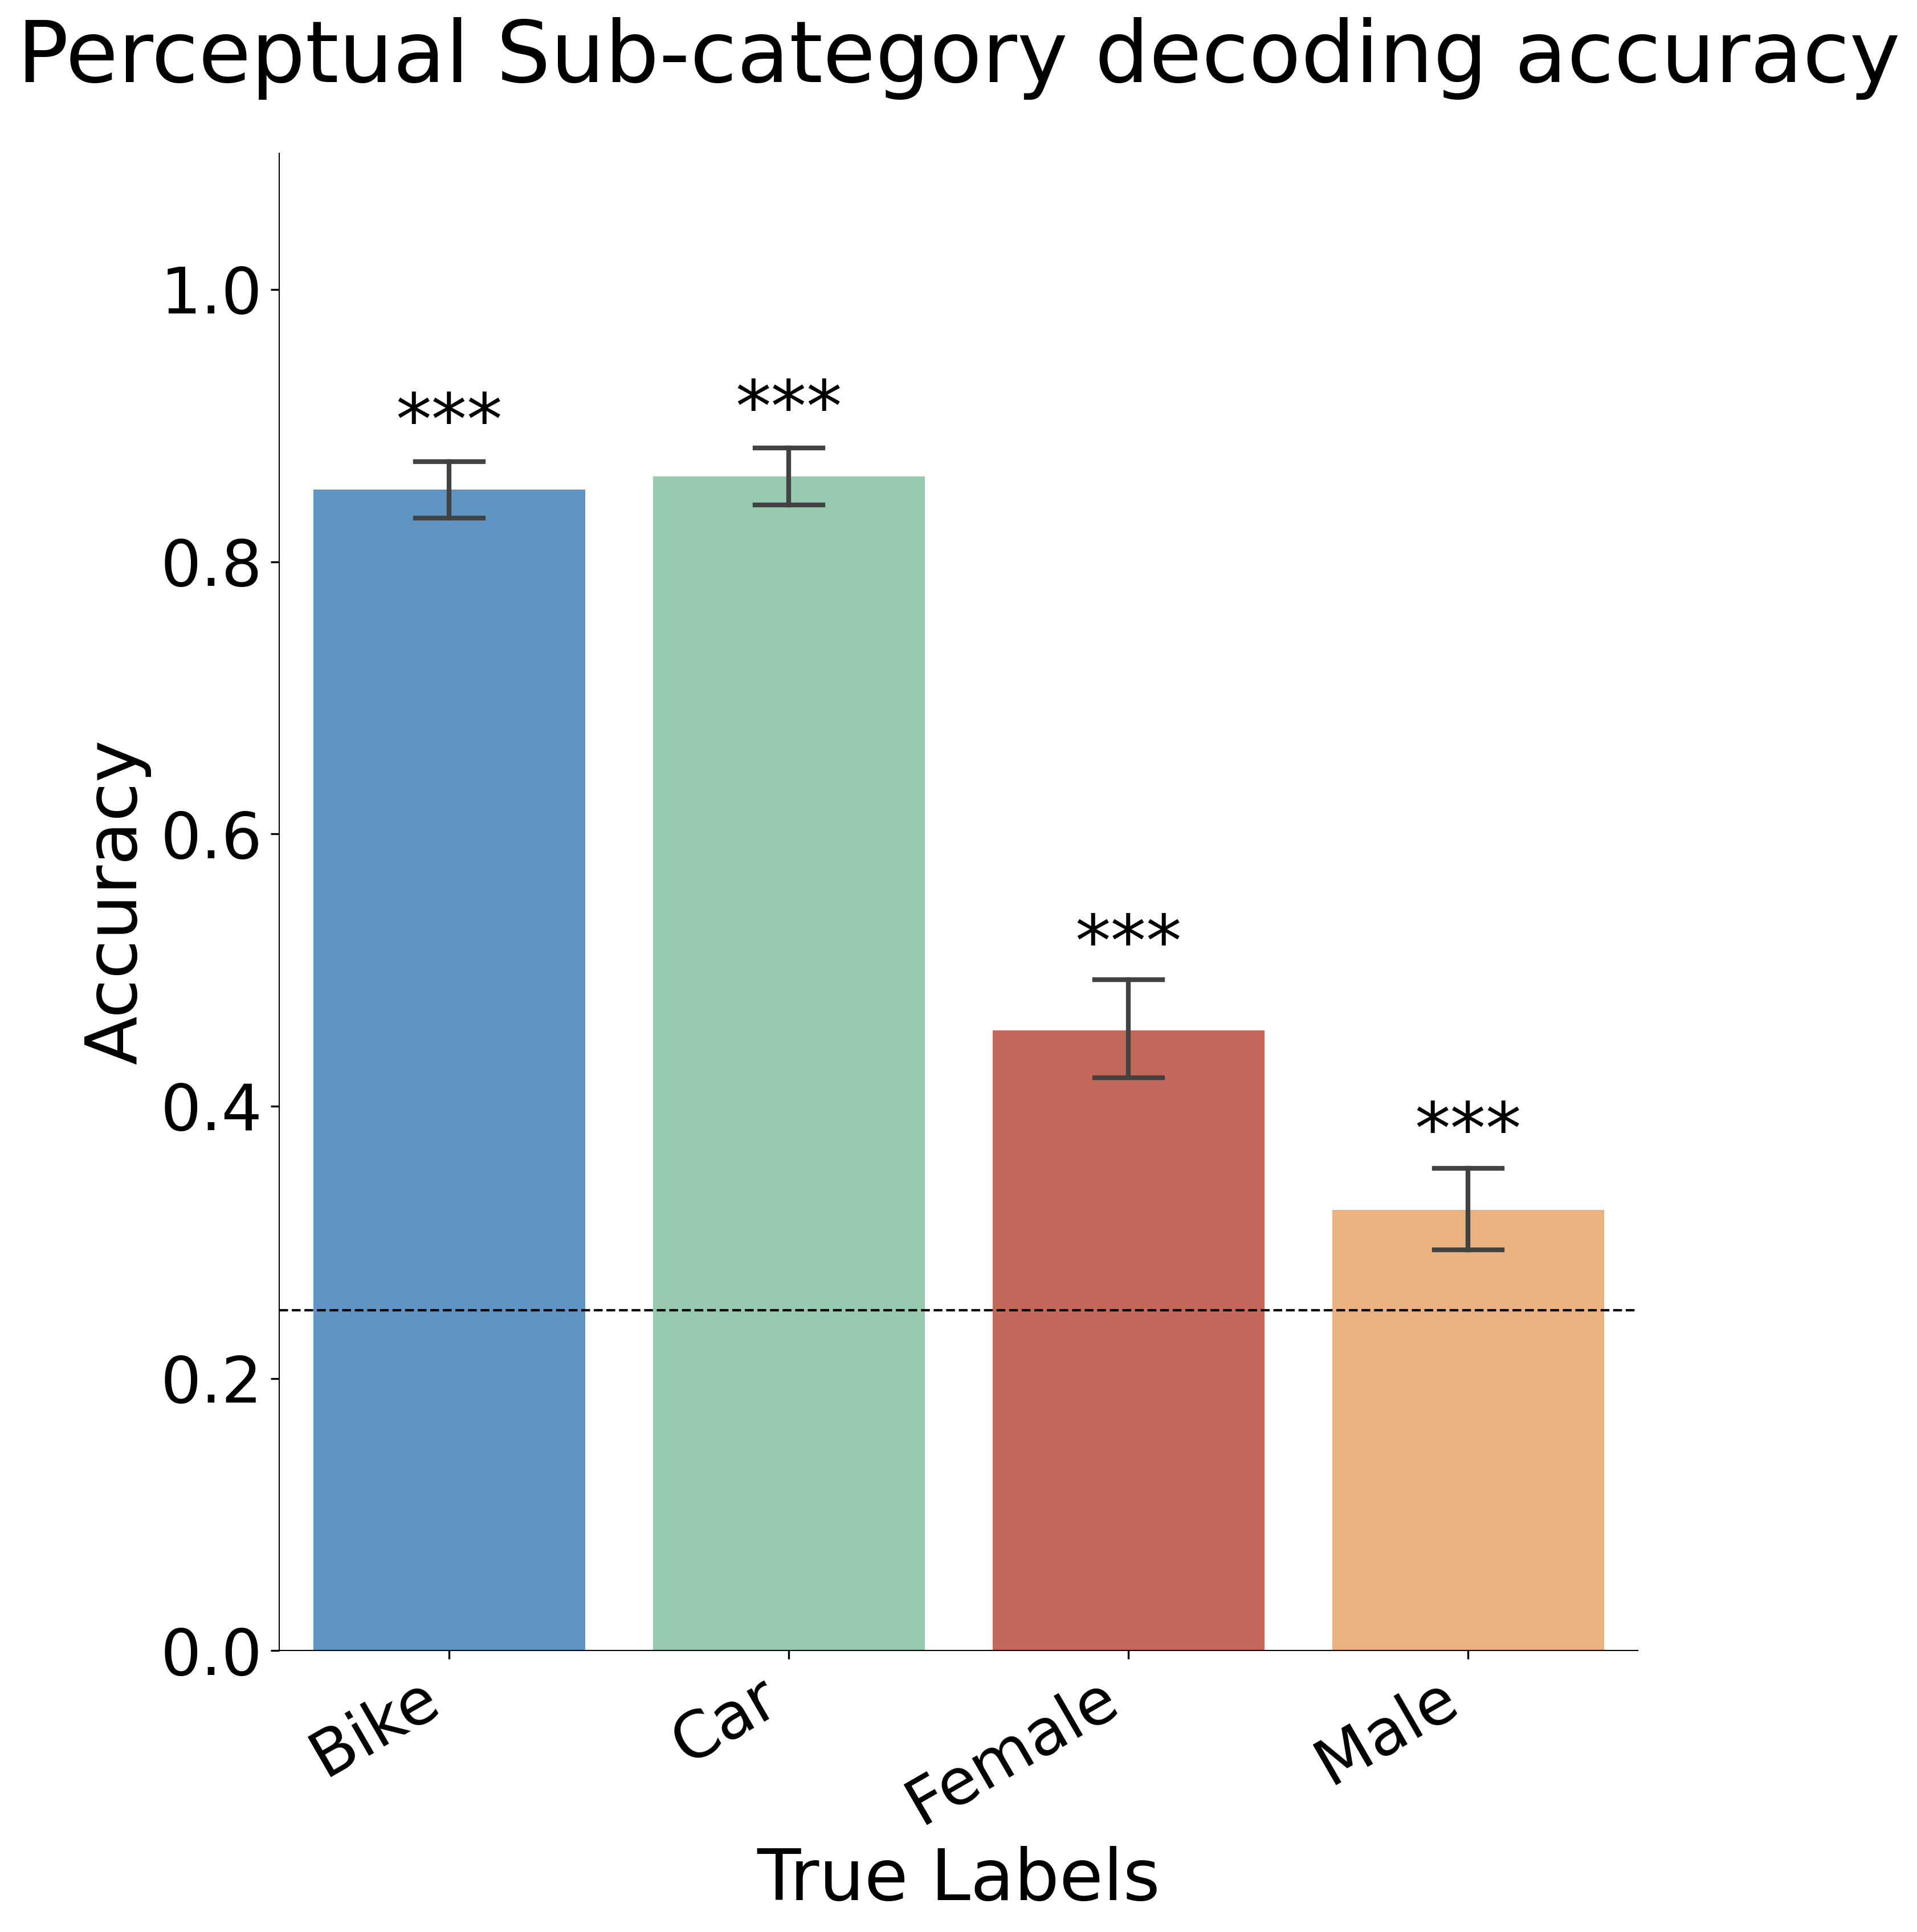 Perceptual Sub-category decoding accuracy
1.0
0.8
0.6
0.4
0.2
0.0
Accuracy
***
***
***
***
Bike
Car
Female
Male
True Labels